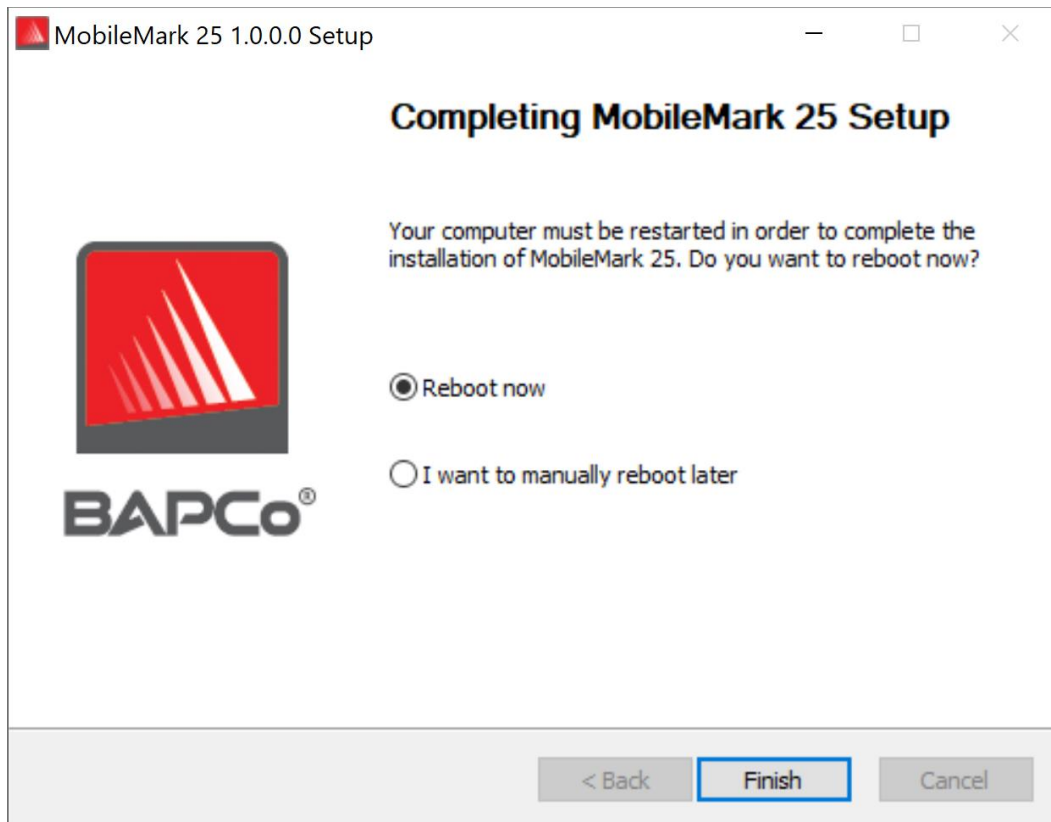 MobileMark 25 1.0.0.0 Setup
Completing MobileMark 25 Setup
Your computer must be restarted in order to complete the
installation of MobileMark 25. Do you want to reboot now?
Reboot now
I want to manually reboot later
BAPCo®
< Back
Finish
Cancel